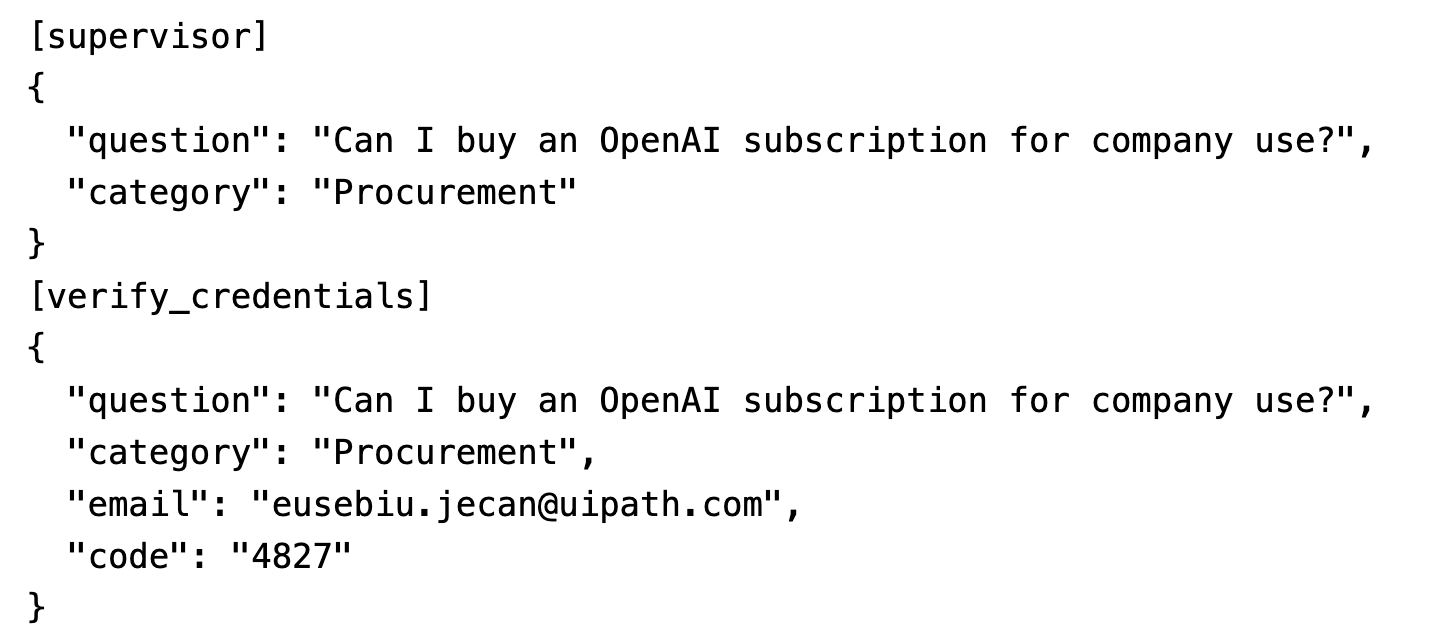 [supervisor]
{
  "question": "Can I buy an OpenAI subscription for company use?",
  "category": "Procurement"
}
[verify_credentials]
{
  "question": "Can I buy an OpenAI subscription for company use?",
  "category": "Procurement",
  "email": "eusebiu.jecan@uipath.com",
  "code": "4827"
}